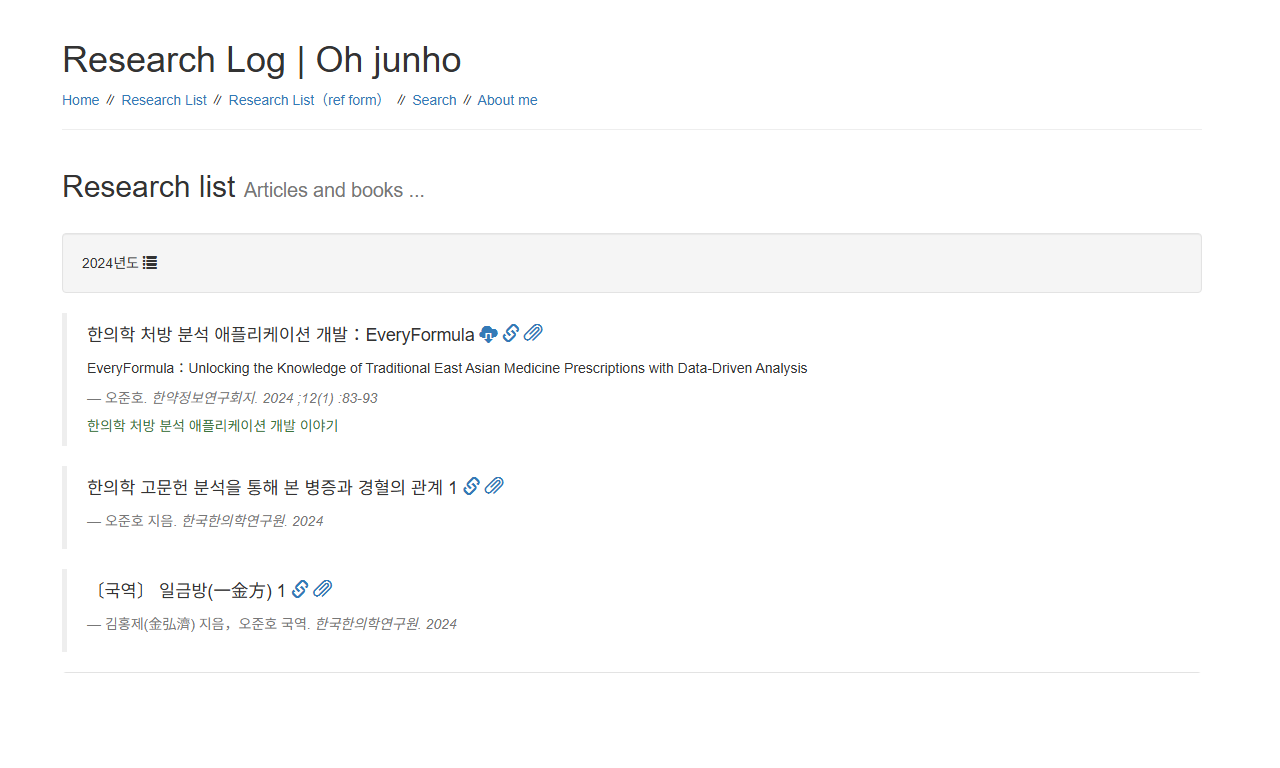 Research Log | Oh junho
Home // Research List // Research List（ref form） // Search // About me
Research list Articles and books ...
2024년도
한의학 처방 분석 애플리케이션 개발：EveryFormula
EveryFormula：Unlocking the Knowledge of Traditional East Asian Medicine Prescriptions with Data-Driven Analysis
— 오준호. 한약정보연구회지. 2024 ;12(1) :83-93
한의학 처방 분석 애플리케이션 개발 이야기
한의학 고문헌 분석을 통해 본 병증과 경혈의 관계 1
— 오준호 지음. 한국한의학연구원. 2024
〔국역〕 일금방(一金方) 1
— 김홍제(金弘濟) 지음，오준호 국역. 한국한의학연구원. 2024